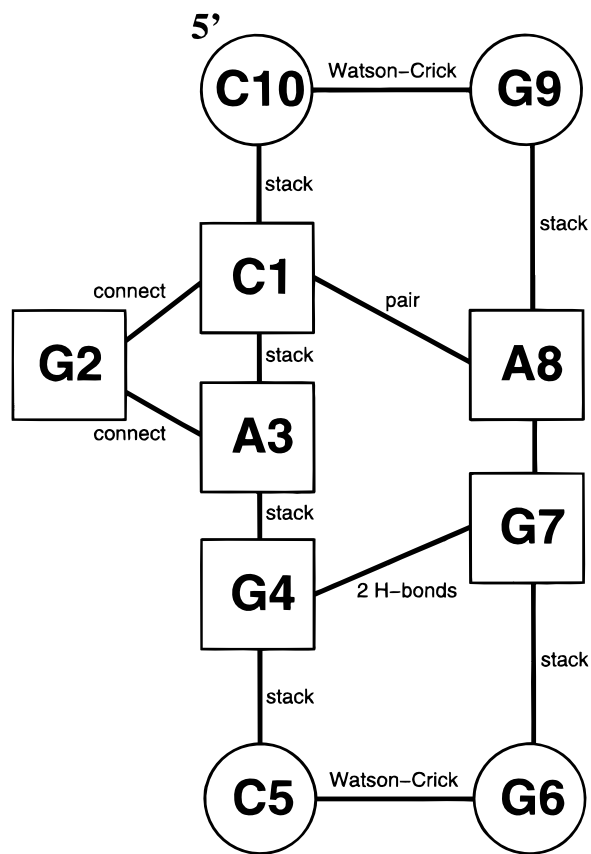 5’
C10
Watson–Crick
G9
stack
stack
C1
connect
pair
G2
A8
stack
connect
A3
stack
G7
G4
2 H–bonds
stack
stack
C5
Watson–Crick
G6